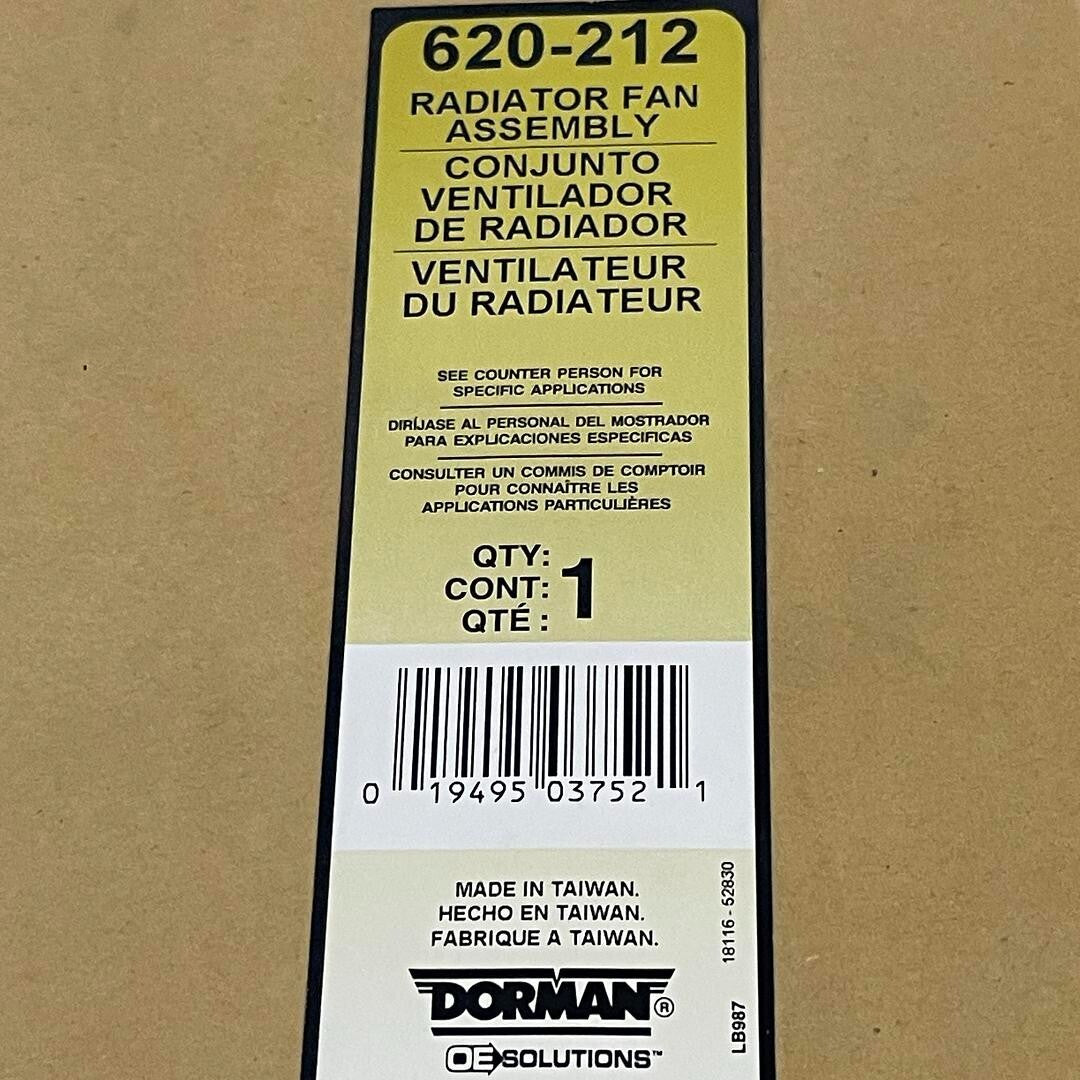 620-212
RADIATOR FAN
ASSEMBLY
CONJUNTO
VENTILADOR
DE RADIADOR
VENTILATEUR
DU RADIATEUR
SEE COUNTER PERSON FOR
SPECIFIC APPLICATIONS
DIRÍJASE AL PERSONAL DEL MOSTRADOR
PARA EXPLICACIONES ESPECIFICAS
CONSULTER UN COMMIS DE COMPTOIR
POUR CONNAÎTRE LES
APPLICATIONS PARTICULIÈRES
QTY:
CONT: 1
QTÉ :
0 19495 03752 1
MADE IN TAIWAN.
HECHO EN TAIWAN.
FABRIQUE A TAIWAN.
18116 - 52830
LB987
DORMAN®
OE SOLUTIONS™